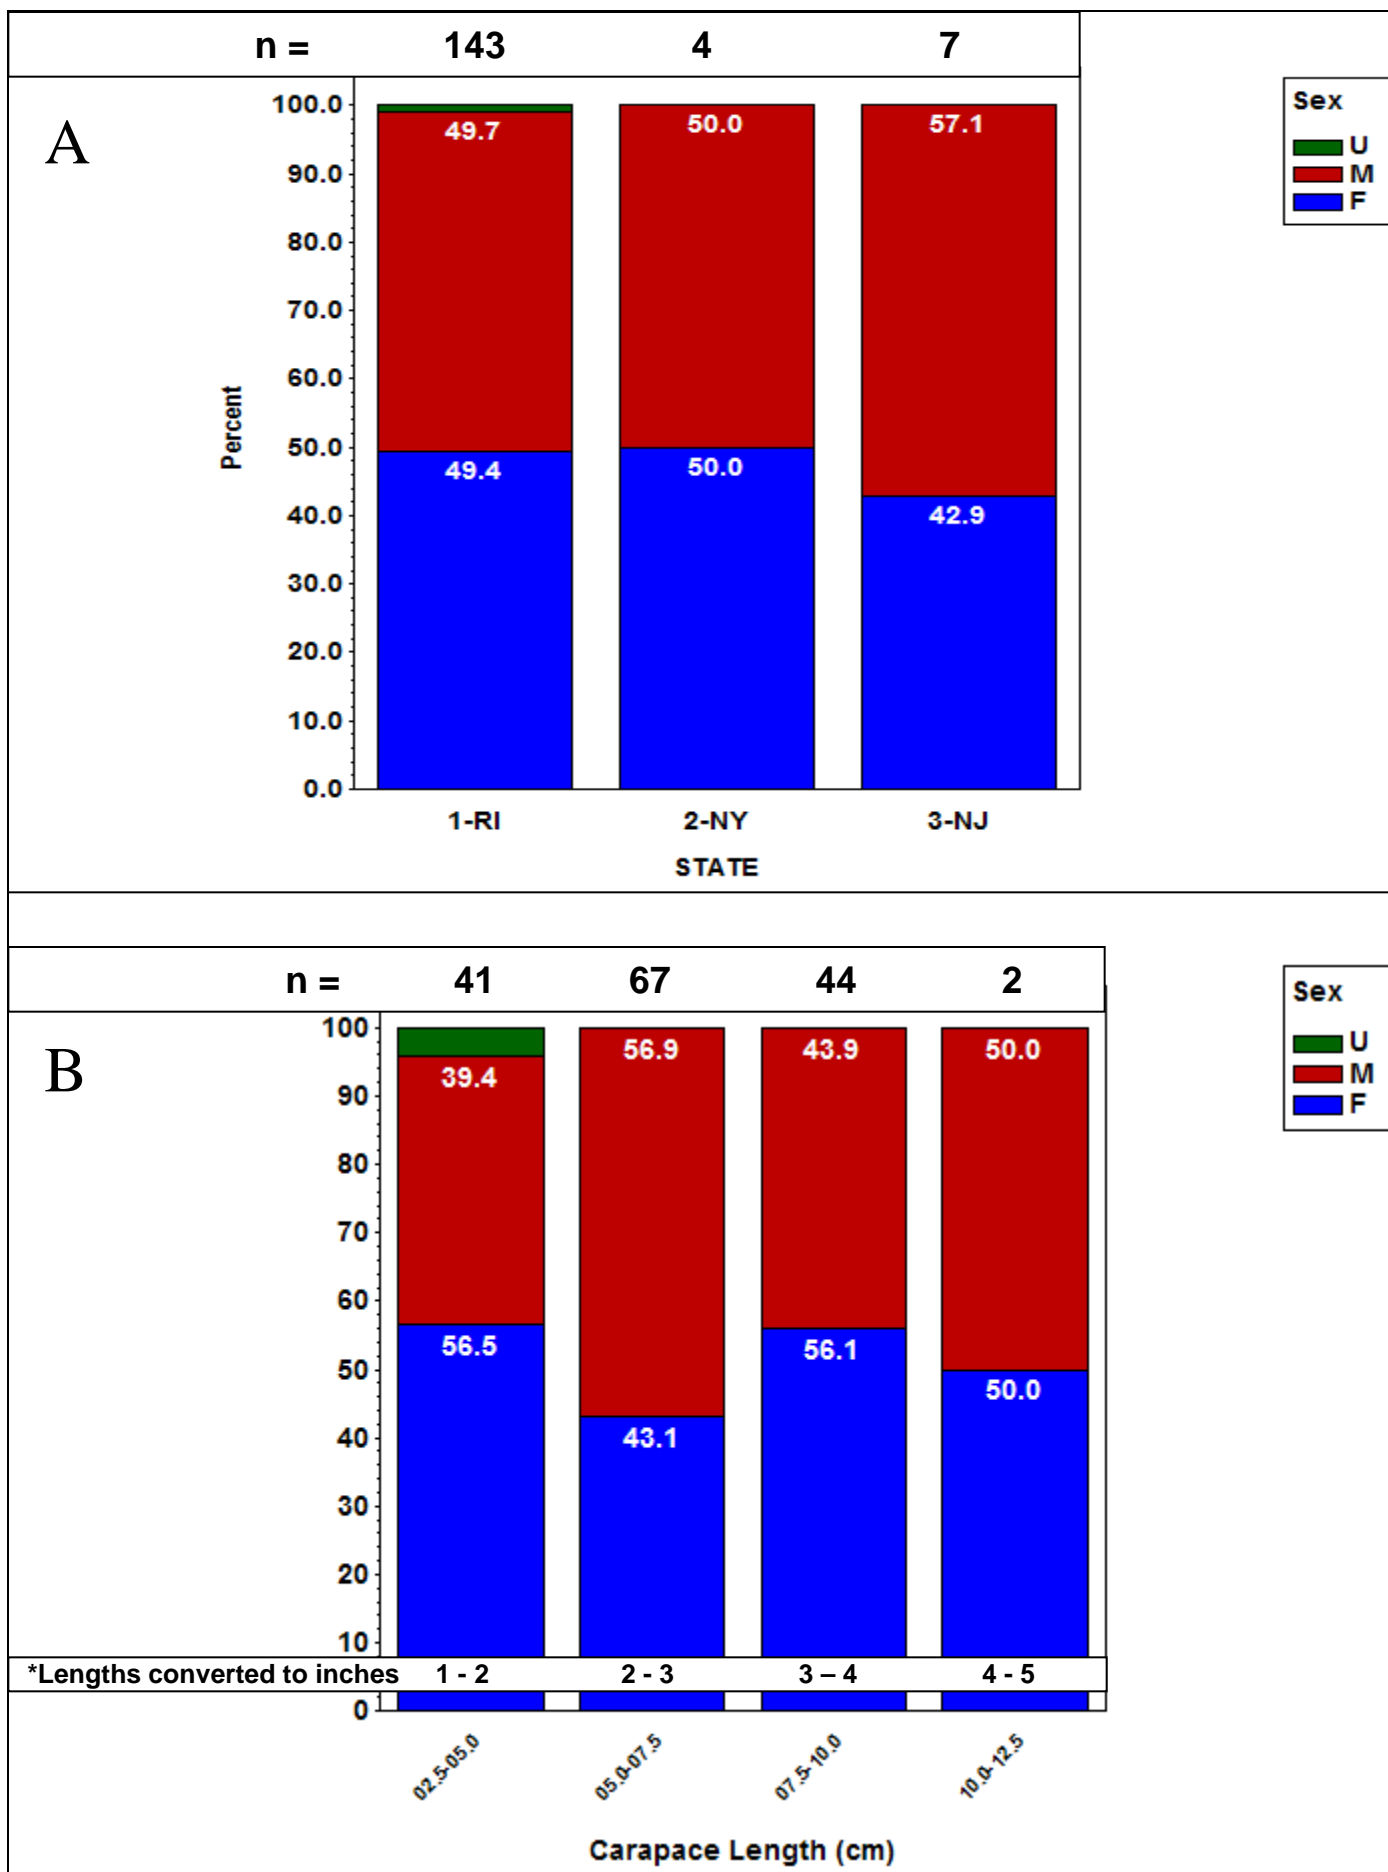 n = 143 4 7
A
Sex
U
M
F
100.0
90.0
80.0
70.0
60.0
50.0
40.0
30.0
20.0
10.0
0.0
Percent
49.7 50.0 57.1
49.4 50.0 42.9
1-RI 2-NY 3-NJ
STATE
n = 41 67 44 2
B
Sex
U
M
F
100
90
80
70
60
50
40
30
20
10
0
39.4 56.9 43.9 50.0
56.5 43.1 56.1 50.0
*Lengths converted to inches 1 - 2 2 - 3 3 – 4 4 - 5
02.5-05.0 05.0-07.5 07.5-10.0 10.0-12.5
Carapace Length (cm)